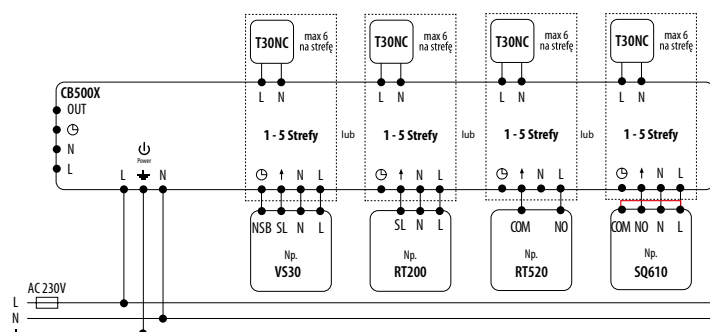 T30NC max 6 na strefę T30NC max 6 na strefę T30NC max 6 na strefę T30NC max 6 na strefę
CB500X
OUT
L N L N L N L N
N
1 - 5 Strefy lub 1 - 5 Strefy lub 1 - 5 Strefy lub 1 - 5 Strefy
L
Power
L N
N L N L N L N L
NSB SL N L SL N L COM NO COM NO N L
Np. Np. Np. Np.
VS30 RT200 RT520 SQ610
AC 230V
L
N